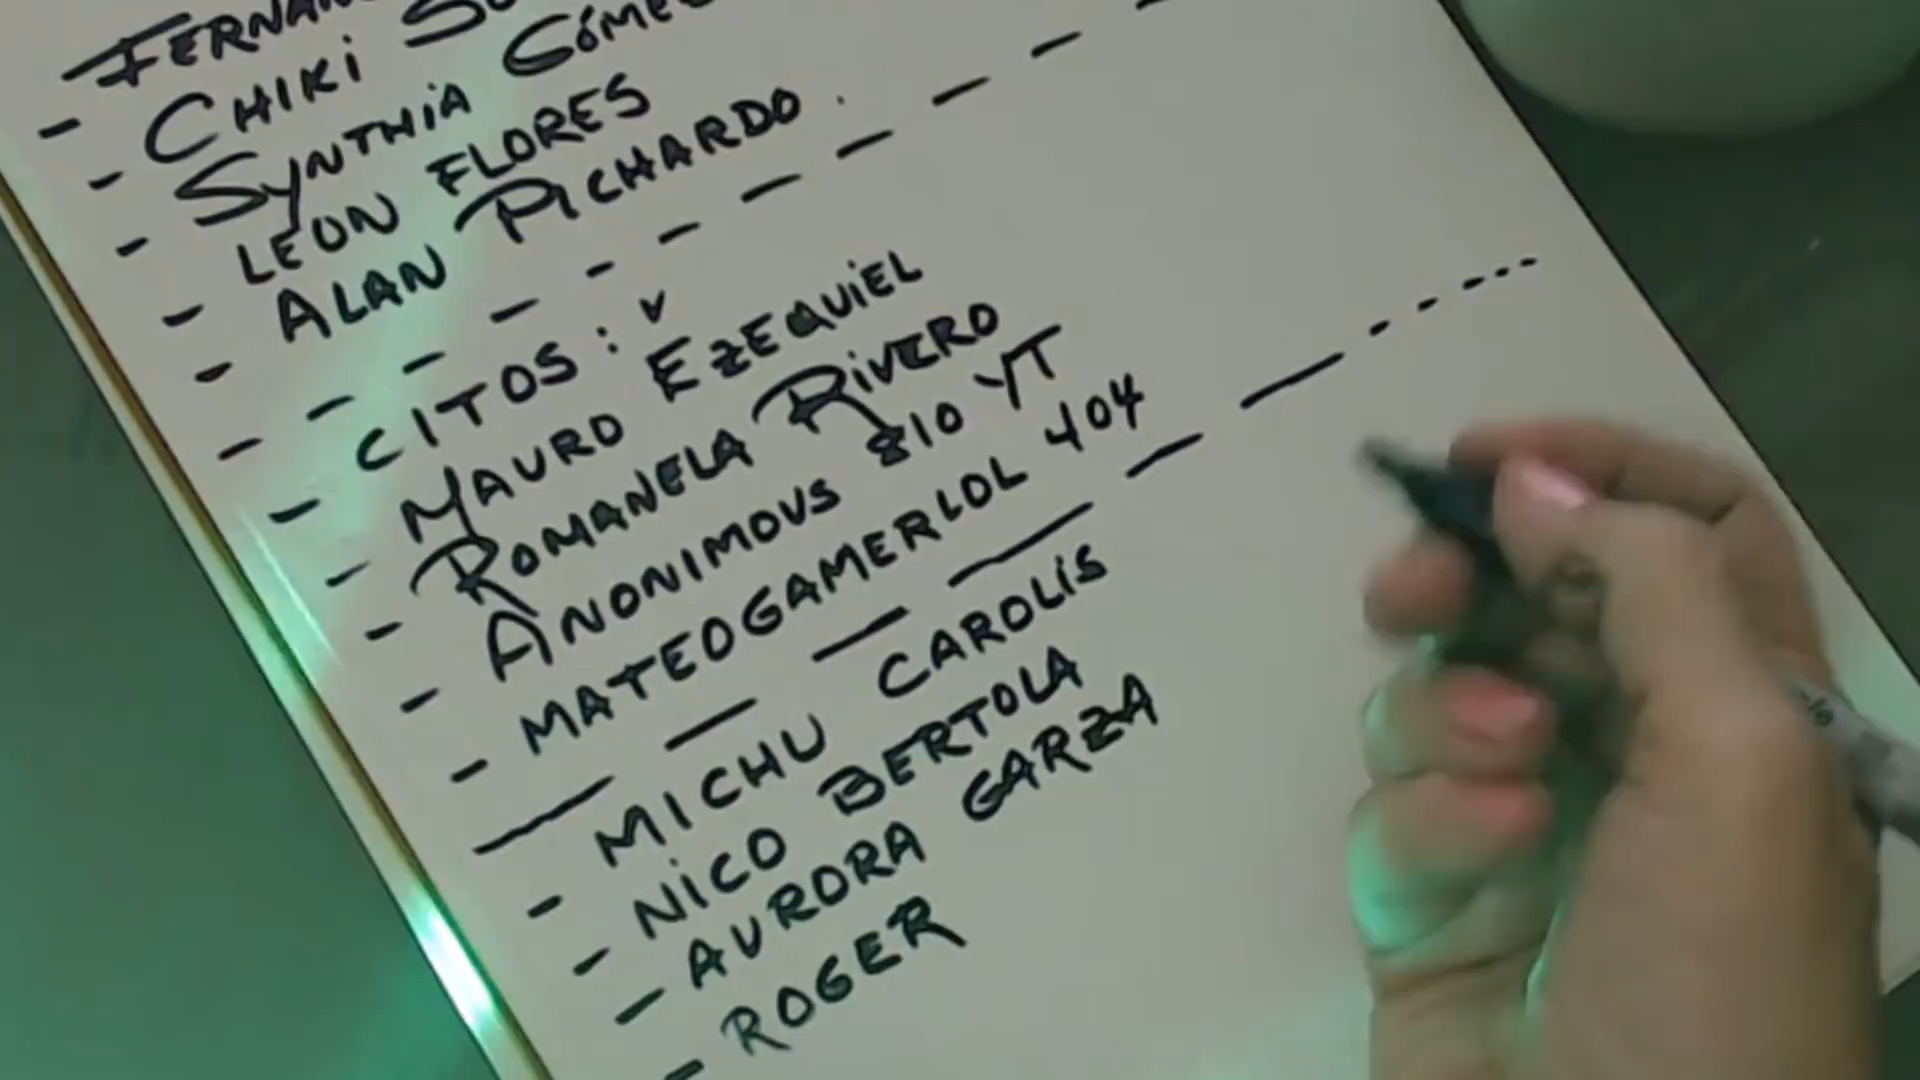 - CHIKI
- SYNTHIA GÓMEZ
- LEON FLORES
- ALAN PICHARDO.
- CITOS : V
- MAURO EZEQUIEL
- ROMANELA RIVERO
- ANONIMOUS 810 YT
- MATEOGAMERLOL 404
- MICHU CAROLIS
- NICO BERTOLA
- AURORA GARZA
- ROGER